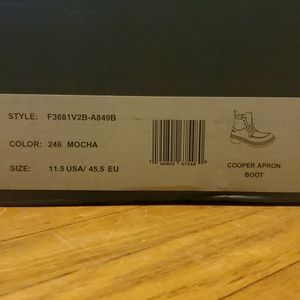 STYLE: F3681V2B-A849B
COLOR: 246 MOCHA
SIZE: 11.5 USA/ 45.5 EU
COOPER APRON
BOOT